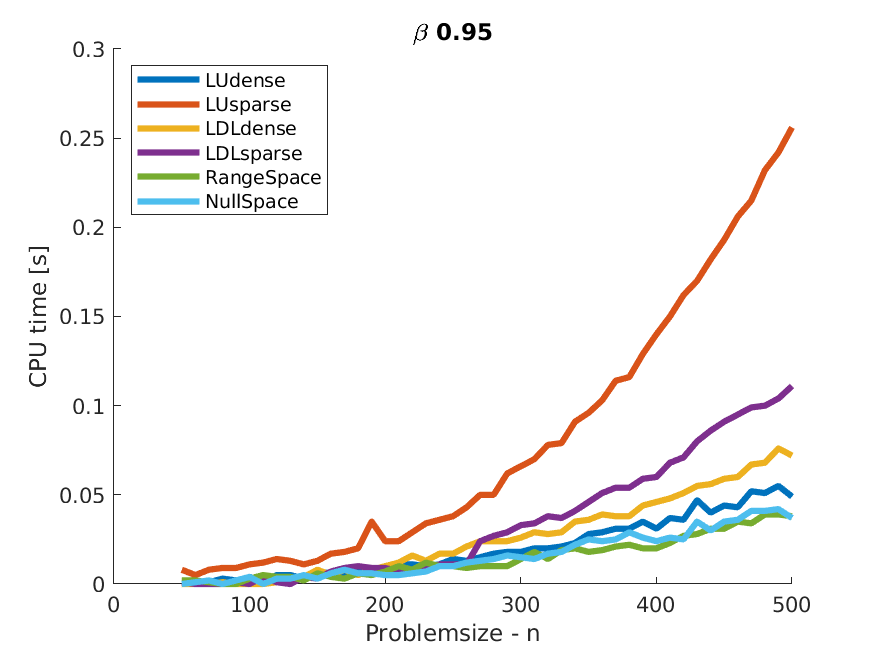 β 0.95
0.3
0.25
0.2
0.15
0.1
0.05
0
CPU time [s]
LUdense
LUsparse
LDLdense
LDLsparse
RangeSpace
NullSpace
0 100 200 300 400 500
Problemsize - n